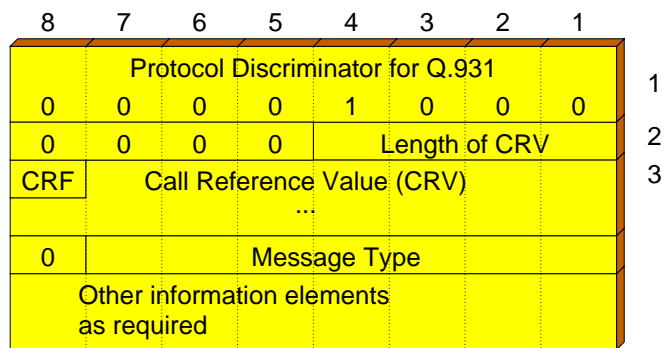 8 7 6 5 4 3 2 1
Protocol Discriminator for Q.931
0 0 0 0 1 0 0 0 1
0 0 0 0 Length of CRV 2
CRF Call Reference Value (CRV) 3
...
0 Message Type
Other information elements
as required